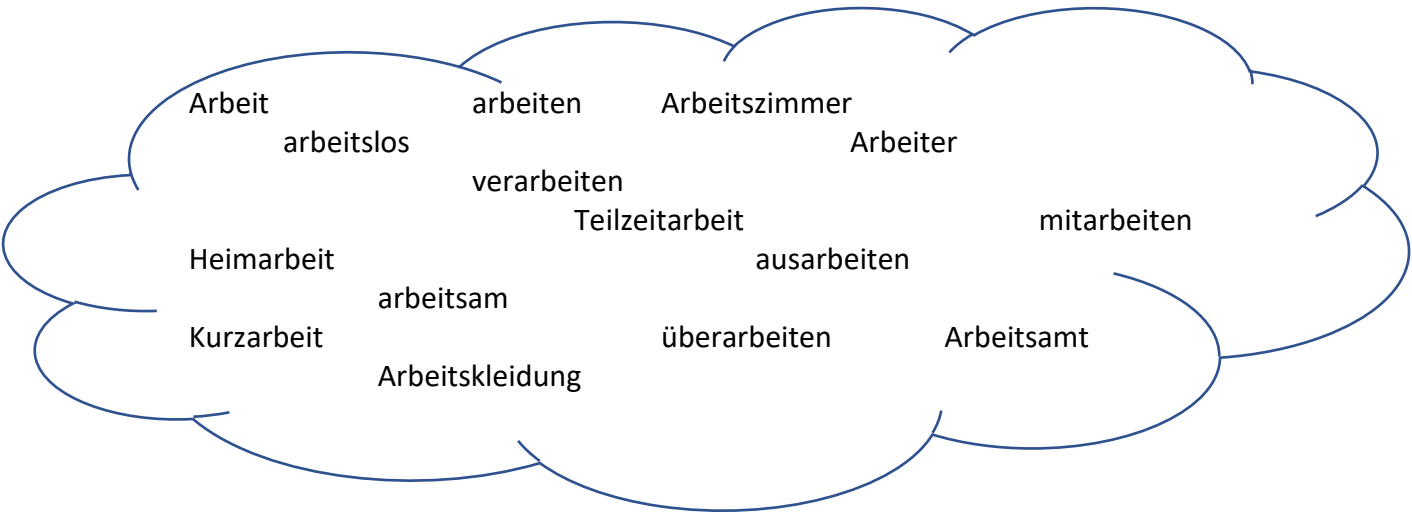 Arbeit arbeiten Arbeitszimmer
arbeitslos Arbeiter
verarbeiten
Teilzeitarbeit mitarbeiten
Heimarbeit ausarbeiten
arbeitsam
Kurzarbeit überarbeiten Arbeitsamt
Arbeitskleidung